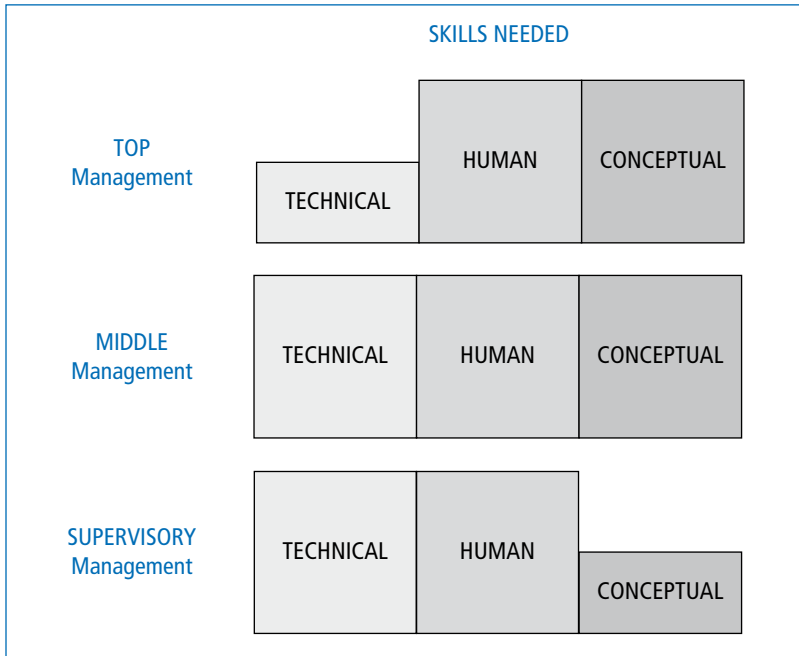 SKILLS NEEDED
TOP
Management
TECHNICAL
HUMAN
CONCEPTUAL
MIDDLE
Management
TECHNICAL
HUMAN
CONCEPTUAL
SUPERVISORY
Management
TECHNICAL
HUMAN
CONCEPTUAL